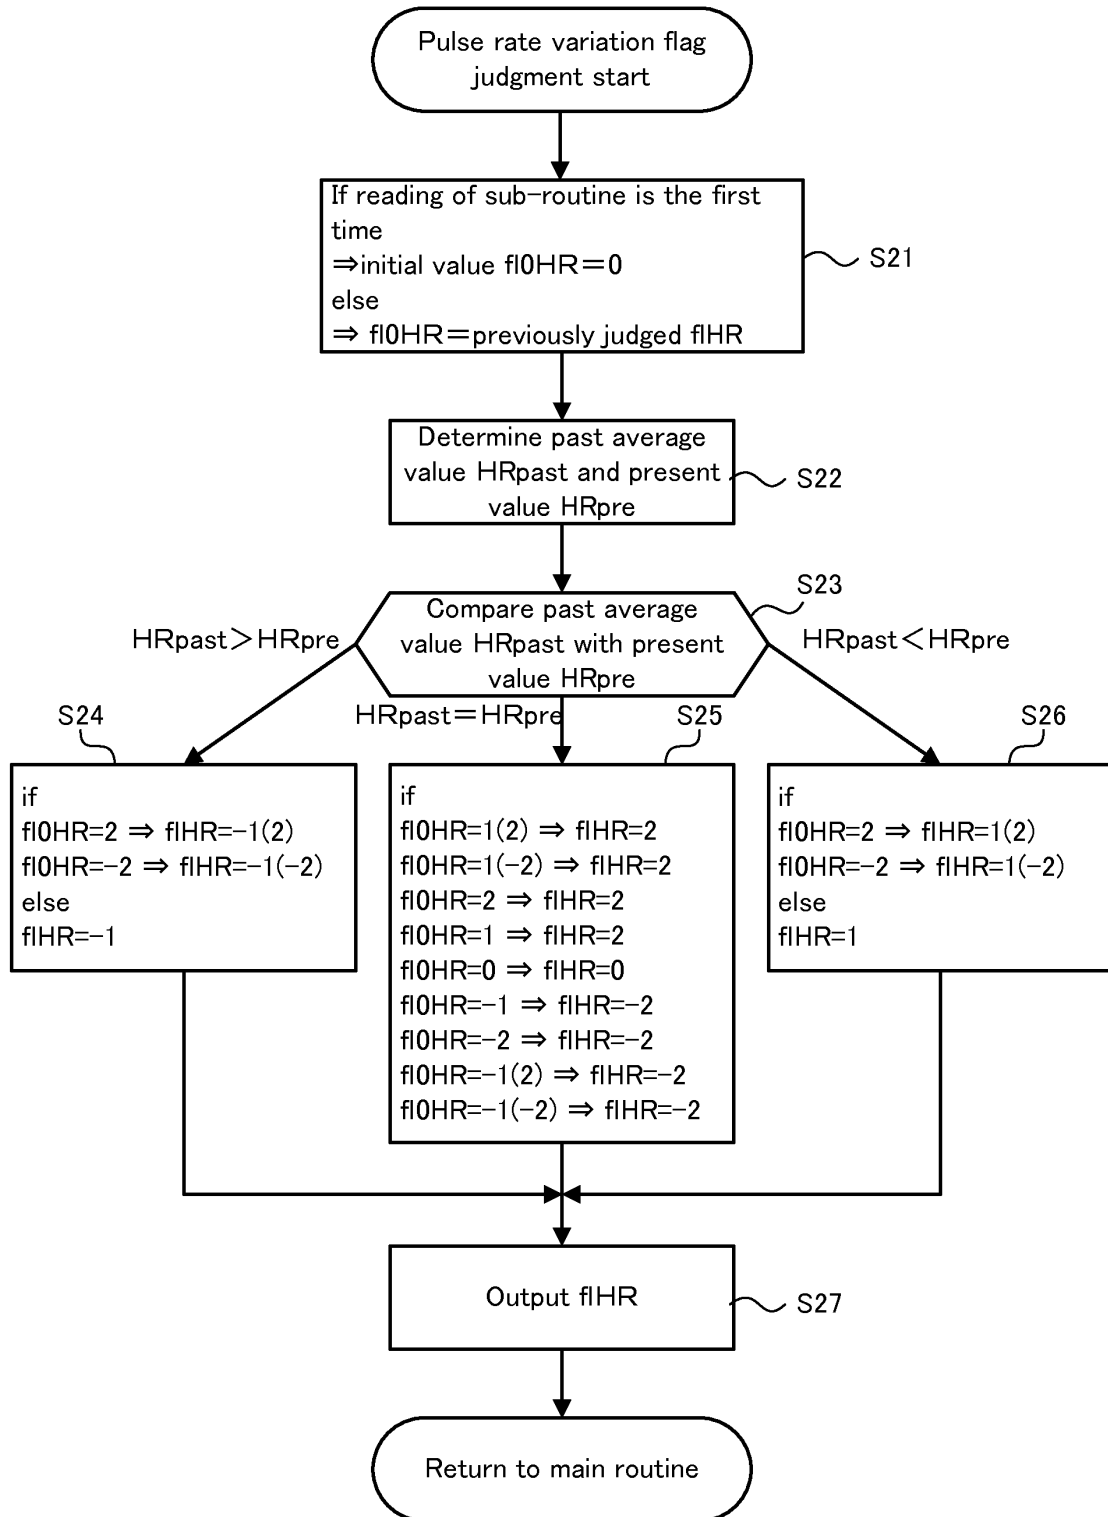 Pulse rate variation flag
judgment start
If reading of sub-routine is the first
time
⇒initial value fl0HR=0
else
⇒ fl0HR=previously judged flHR
S21
Determine past average
value HRpast and present
value HRpre
S22
S23
Compare past average
value HRpast with present
value HRpre
HRpast>HRpre
HRpast=HRpre
HRpast<HRpre
S24
if
fl0HR=2 ⇒ flHR=-1(2)
fl0HR=-2 ⇒ flHR=-1(-2)
else
flHR=-1
S25
if
fl0HR=1(2) ⇒ flHR=2
fl0HR=1(-2) ⇒ flHR=2
fl0HR=2 ⇒ flHR=2
fl0HR=1 ⇒ flHR=2
fl0HR=0 ⇒ flHR=0
fl0HR=-1 ⇒ flHR=-2
fl0HR=-2 ⇒ flHR=-2
fl0HR=-1(2) ⇒ flHR=-2
fl0HR=-1(-2) ⇒ flHR=-2
S26
if
fl0HR=2 ⇒ flHR=1(2)
fl0HR=-2 ⇒ flHR=1(-2)
else
flHR=1
Output flHR
S27
Return to main routine